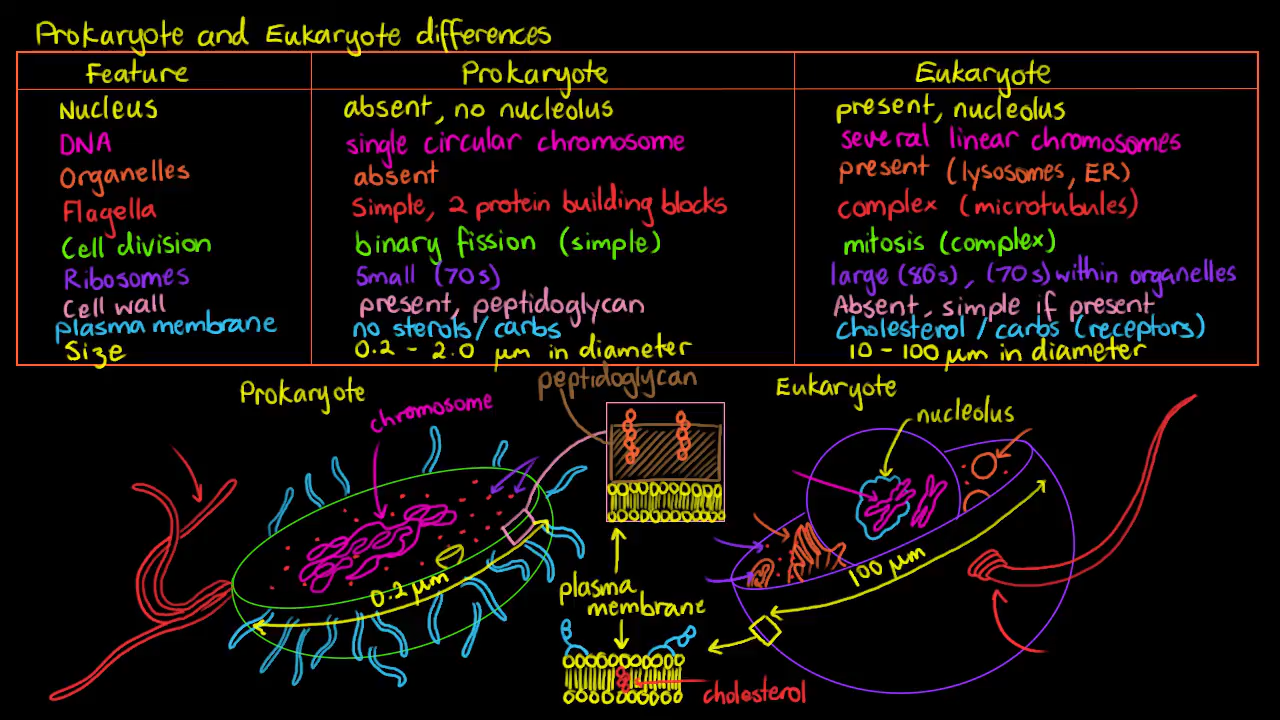 Prokaryote and Eukaryote differences
Feature Prokaryote Eukaryote
Nucleus absent, no nucleolus present, nucleolus
DNA single circular chromosome several linear chromosomes
Organelles absent present (lysosomes, ER)
Flagella Simple, 2 protein building blocks complex (microtubules)
Cell division binary fission (simple) mitosis (complex)
Ribosomes Small (70s) large (80s), (70s) within organelles
Cell wall present, peptidoglycan Absent, simple if present
plasma membrane no sterols/carbs cholesterol / carbs (receptors)
Size 0.2 - 2.0 μm in diameter 10 - 100 μm in diameter
Prokaryote
peptidoglycan
Eukaryote
chromosome
nucleolus
0.2 μm
100 μm
plasma
membrane
cholesterol